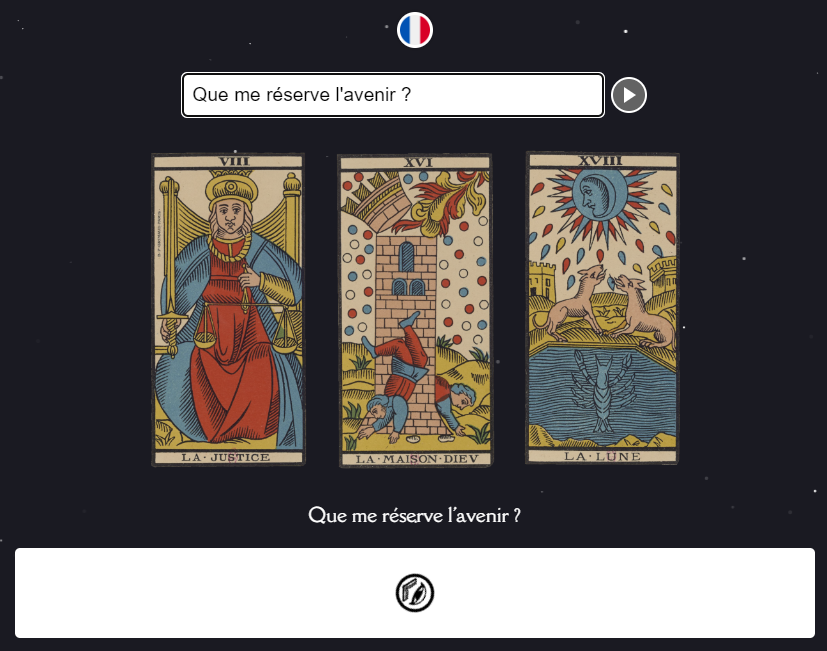 Que me réserve l'avenir ?
VIII
XVI
XVIII
LA·JUSTICE
LA·MAISON·DIEV
LA·LUNE
Que me réserve l'avenir ?